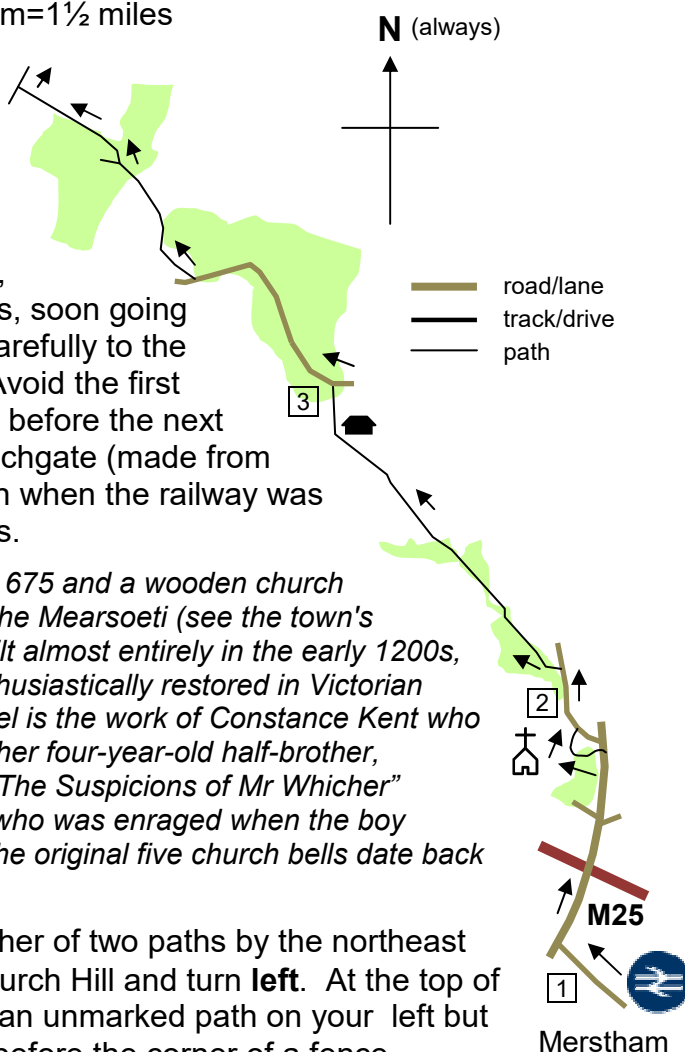 m=1½ miles
N (always)
road/lane
s, soon going
track/drive
arefully to the
path
Avoid the first
3
before the next
chgate (made from
n when the railway was
s.
675 and a wooden church
he Mearsoeti (see the town's
lt almost entirely in the early 1200s,
husiastically restored in Victorian
2
el is the work of Constance Kent who
her four-year-old half-brother,
The Suspicions of Mr Whicher”
who was enraged when the boy
he original five church bells date back
M25
her of two paths by the northeast
urch Hill and turn left. At the top of
1
an unmarked path on your left but
before the corner of a fence
Merstham